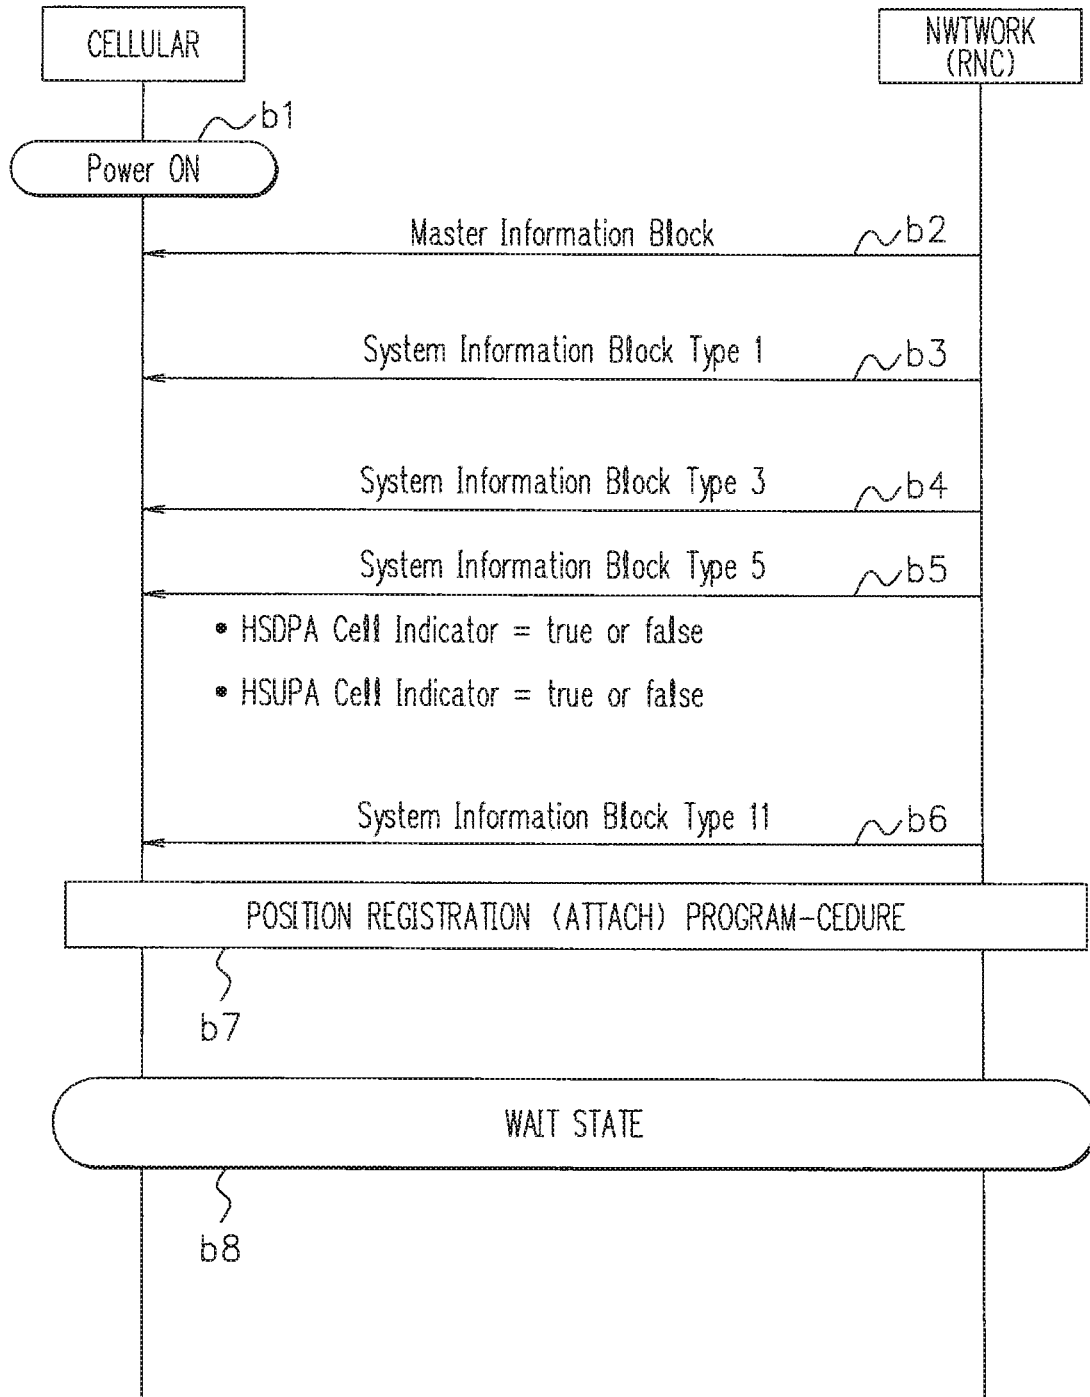 CELLULAR
NWTWORK
(RNC)
b1
Power ON
Master Information Block
b2
System Information Block Type 1
b3
System Information Block Type 3
b4
System Information Block Type 5
b5
• HSDPA Cell Indicator = true or false
• HSUPA Cell Indicator = true or false
System Information Block Type 11
b6
POSITION REGISTRATION (ATTACH) PROGRAM-CEDURE
b7
WAIT STATE
b8